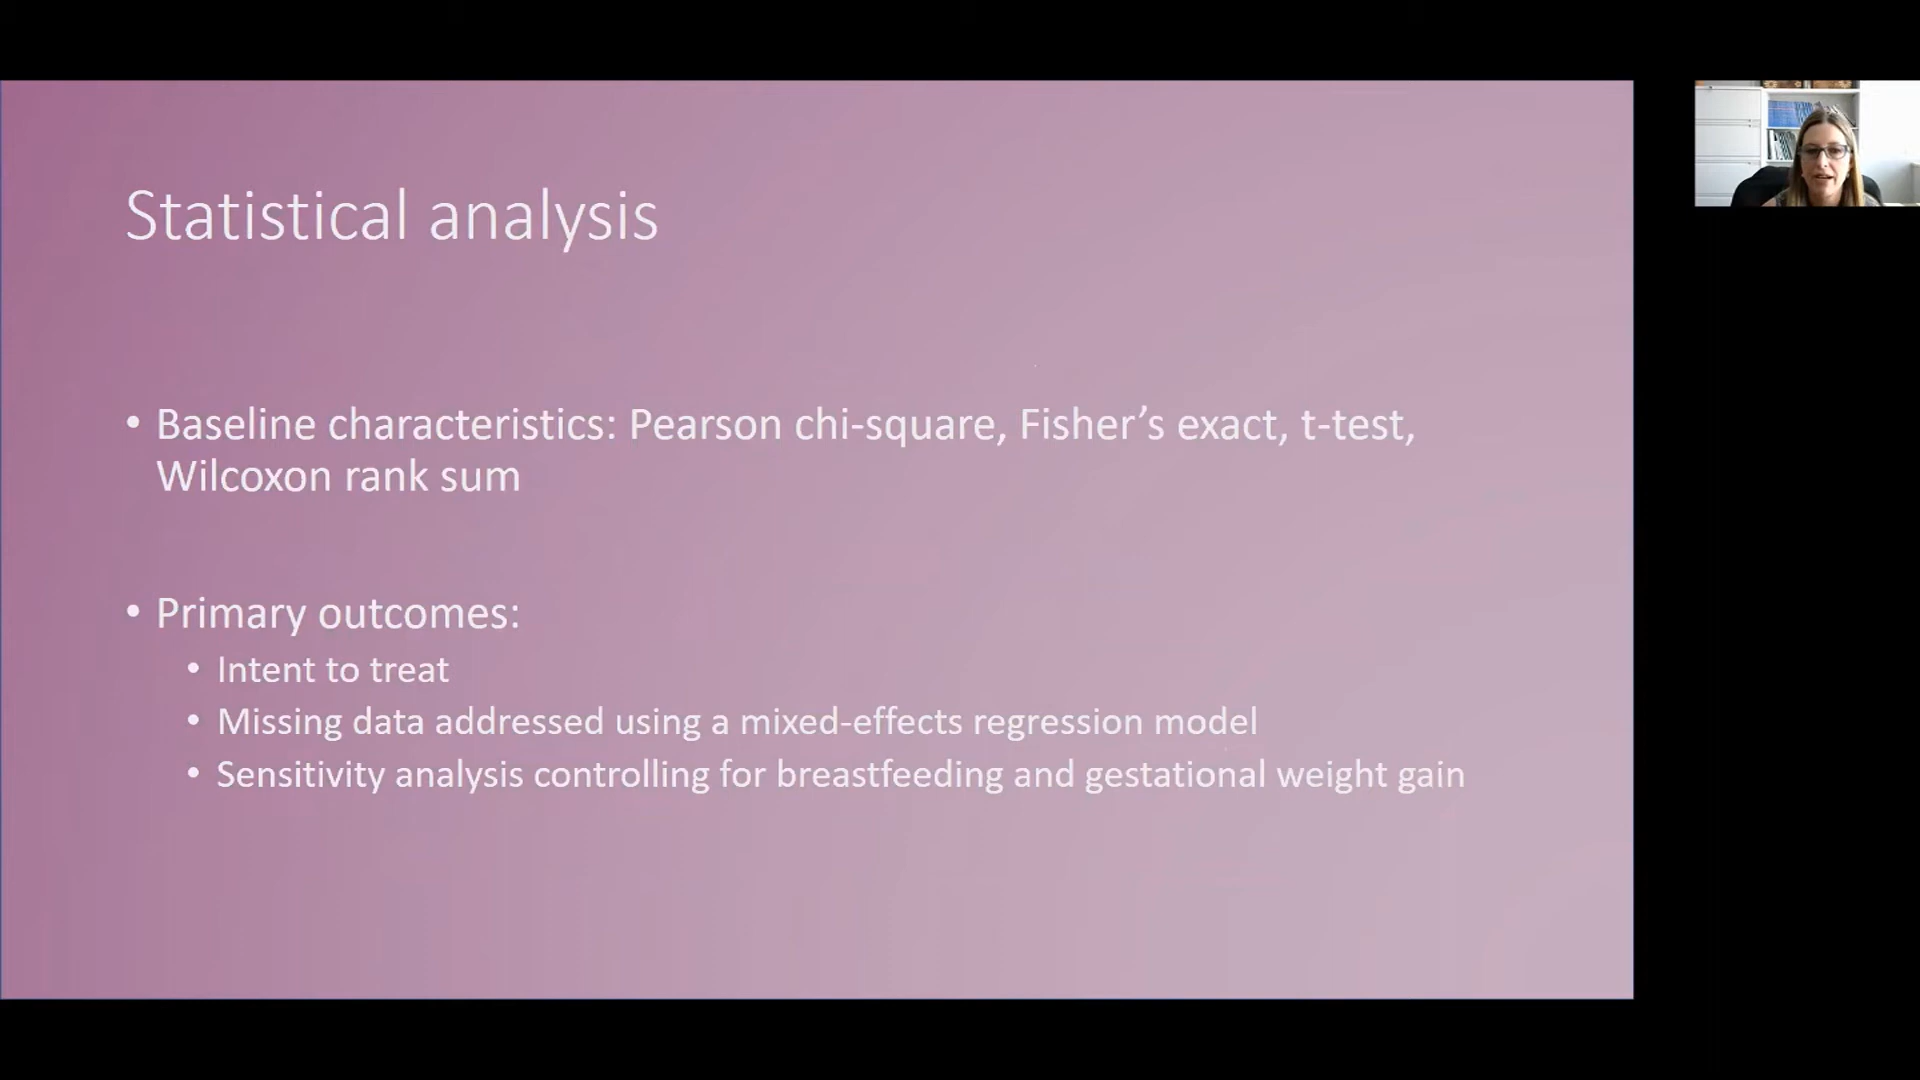 Statistical analysis
• Baseline characteristics: Pearson chi-square, Fisher’s exact, t-test,
Wilcoxon rank sum
• Primary outcomes:
• Intent to treat
• Missing data addressed using a mixed-effects regression model
• Sensitivity analysis controlling for breastfeeding and gestational weight gain